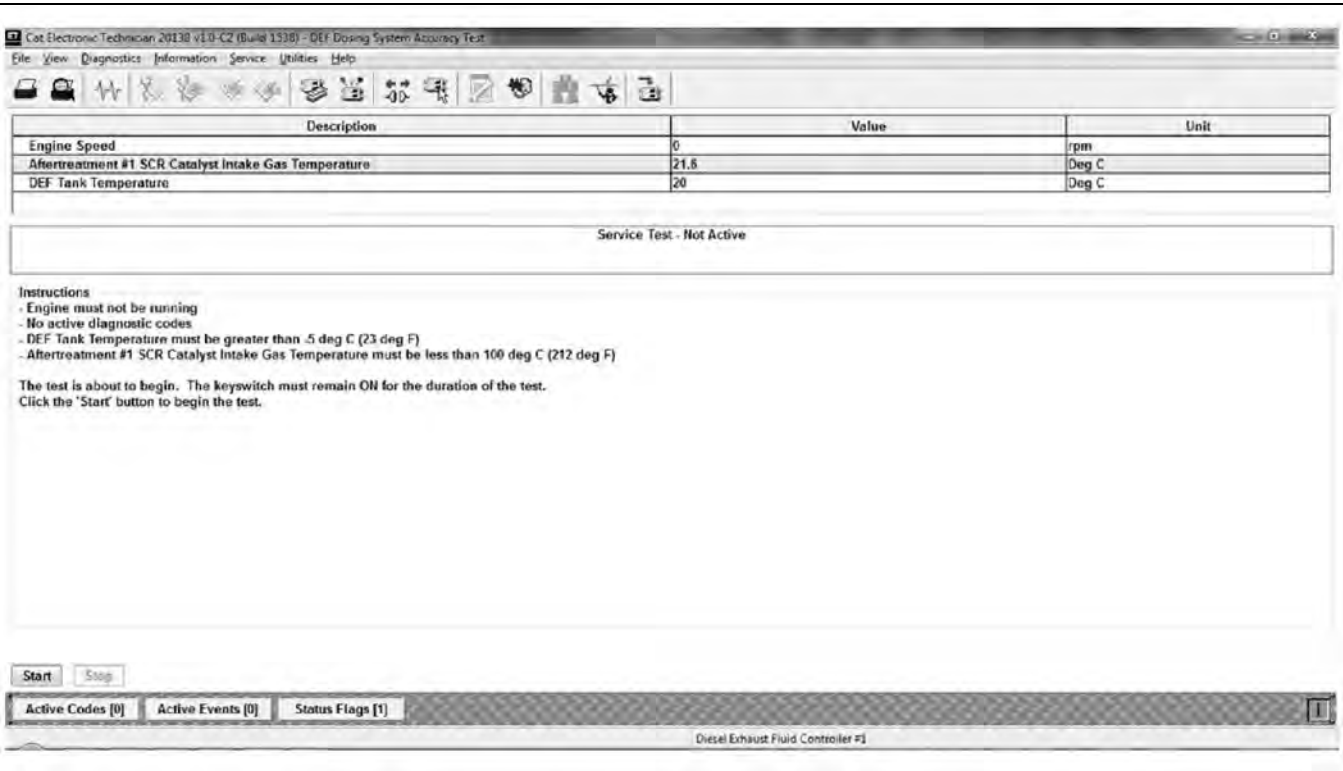 Cat Electronic Technician 2013B v1.0-C2 (Build 1538) - DEF Dosing System Accuracy Test
File View Diagnostics Information Service Utilities Help
Description Value Unit
Engine Speed 0 rpm
Aftertreatment #1 SCR Catalyst Intake Gas Temperature 21.6 Deg C
DEF Tank Temperature 20 Deg C
Service Test - Not Active
Instructions
- Engine must not be running
- No active diagnostic codes
- DEF Tank Temperature must be greater than -5 deg C (23 deg F)
- Aftertreatment #1 SCR Catalyst Intake Gas Temperature must be less than 100 deg C (212 deg F)
The test is about to begin. The keyswitch must remain ON for the duration of the test.
Click the 'Start' button to begin the test.
Start Stop
Active Codes [0] Active Events [0] Status Flags [1]
Diesel Exhaust Fluid Controller #1